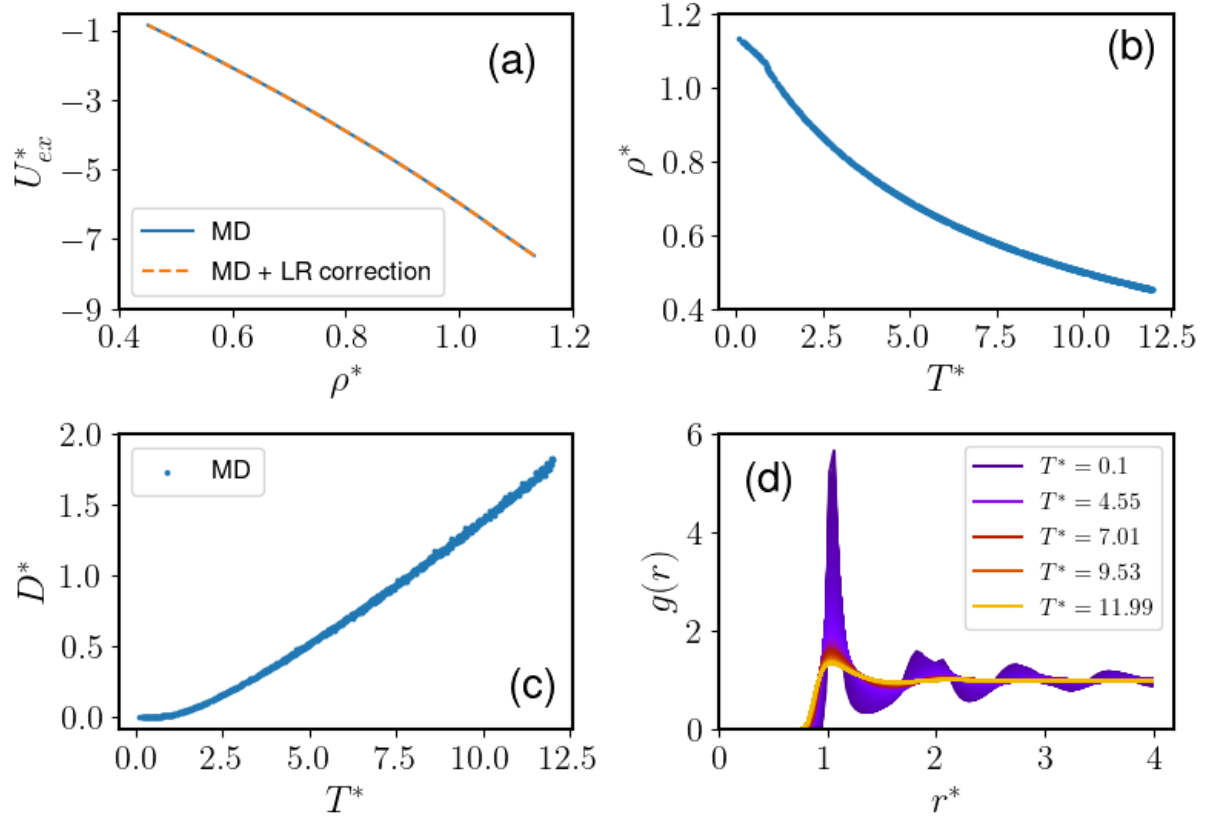 (a)
−1
−3
−5
−7
−9
U*ex
MD
MD + LR correction
0.4 0.6 0.8 1.0 1.2
ρ*
(b)
1.2
1.0
0.8
0.6
0.4
ρ*
0.0 2.5 5.0 7.5 10.0 12.5
T*
MD
2.0
1.5
1.0
0.5
0.0
D*
(c)
0.0 2.5 5.0 7.5 10.0 12.5
T*
(d)
6
4
2
0
g(r)
T* = 0.1
T* = 4.55
T* = 7.01
T* = 9.53
T* = 11.99
0 1 2 3 4
r*